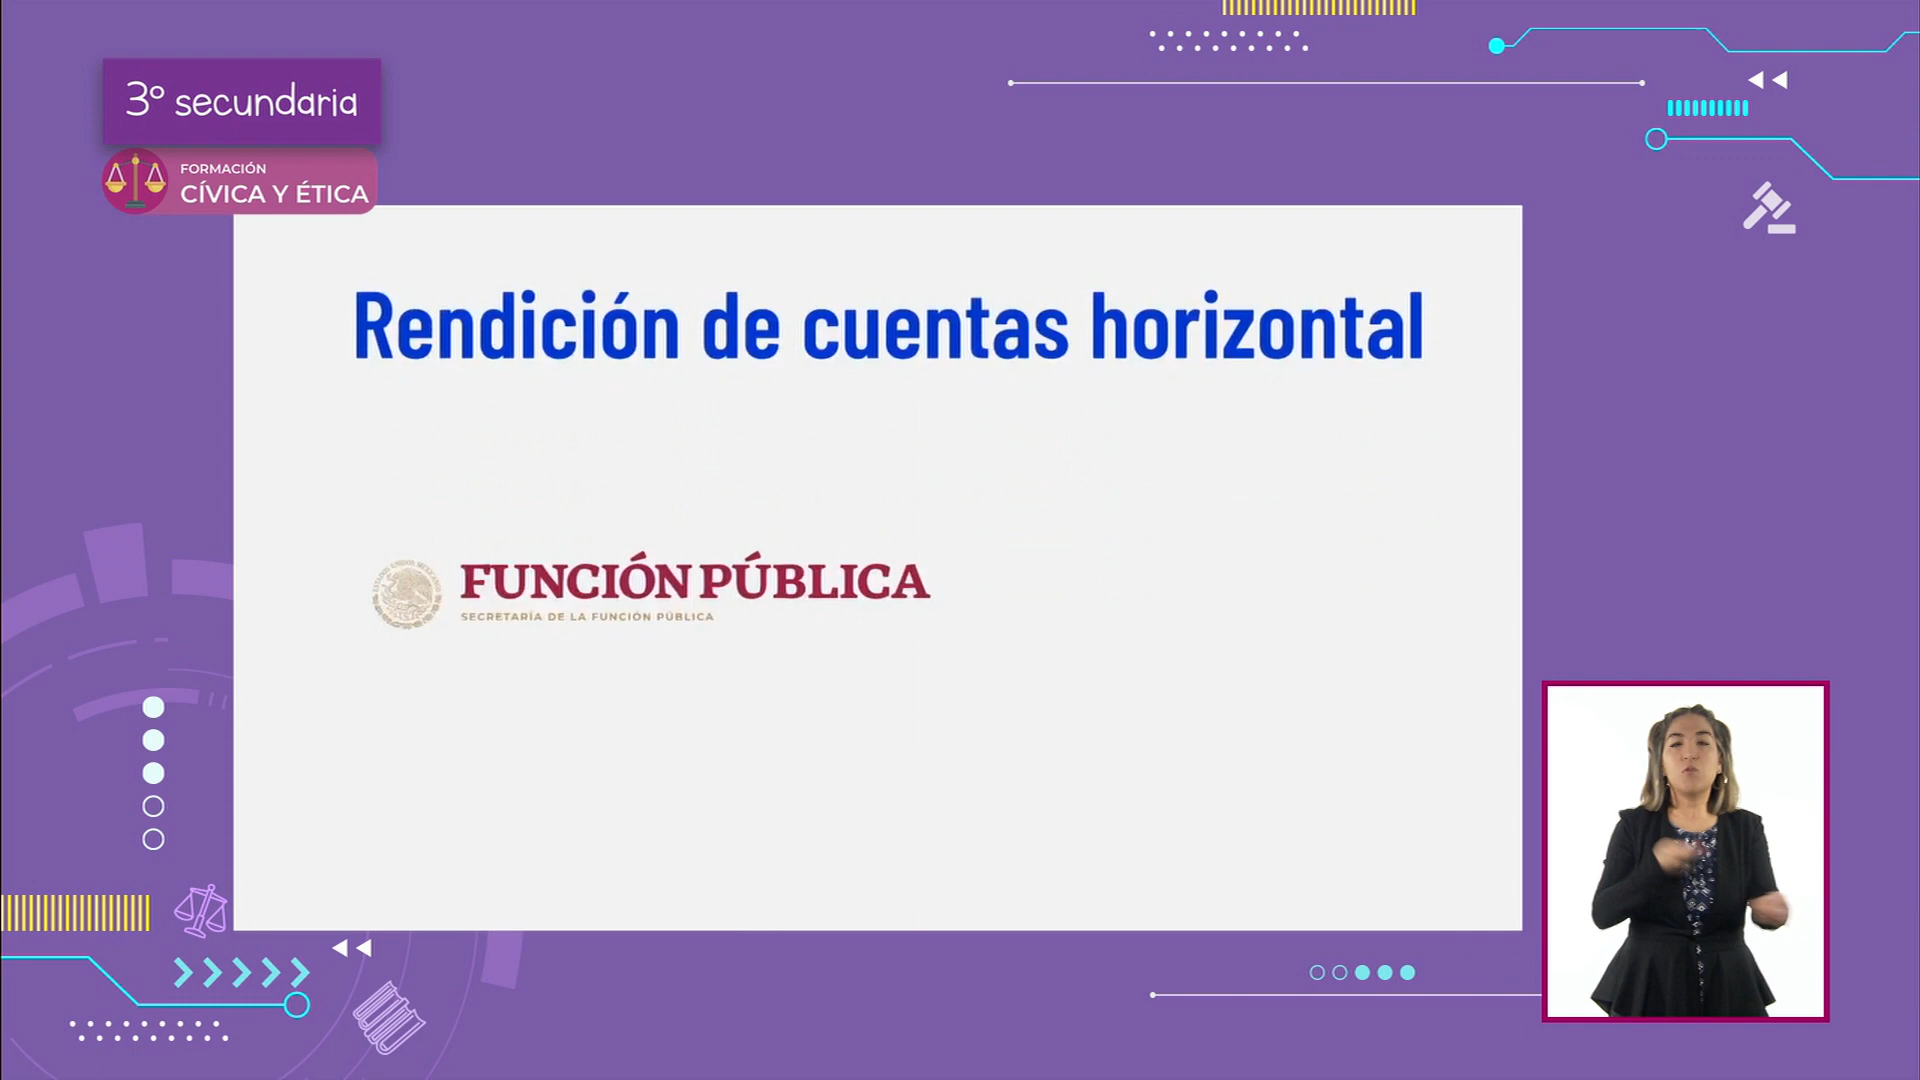 3° secundaria
FORMACIÓN
CÍVICA Y ÉTICA
Rendición de cuentas horizontal
FUNCIÓN PÚBLICA
SECRETARÍA DE LA FUNCIÓN PÚBLICA